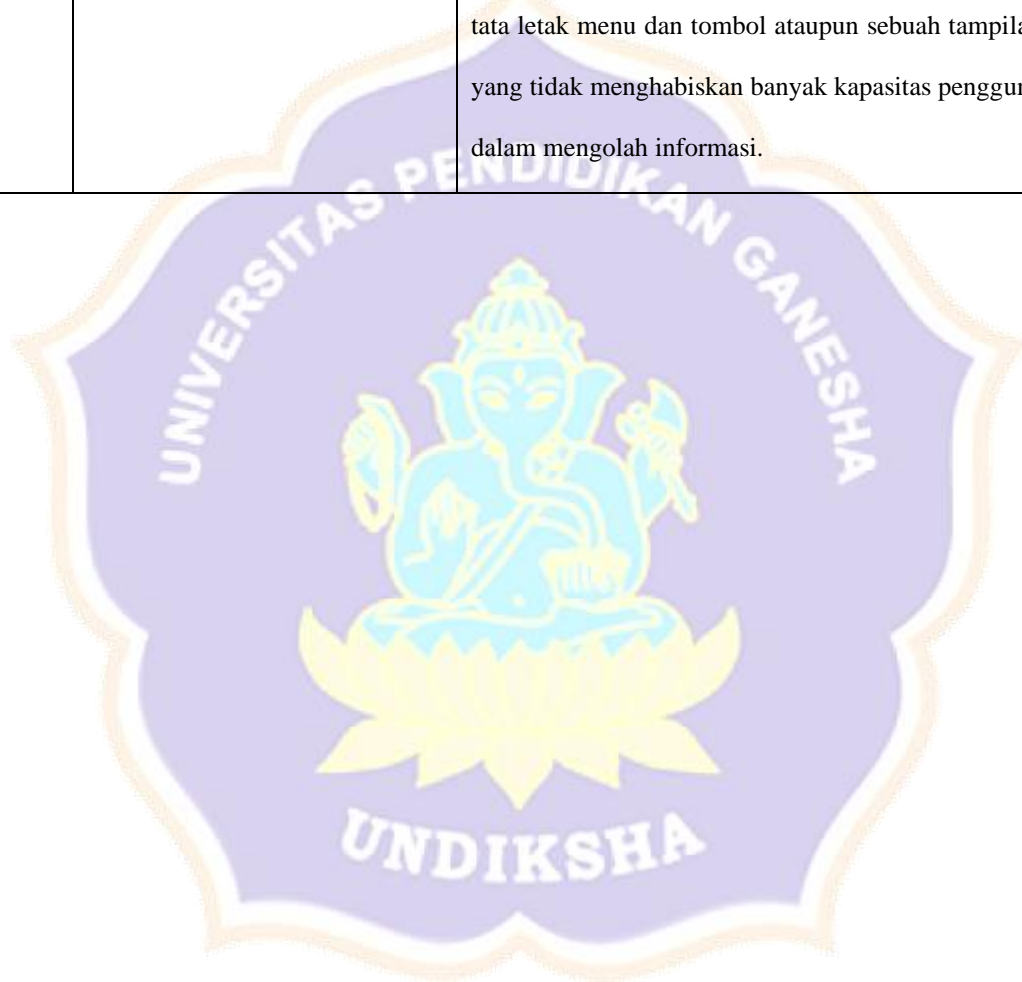 tata letak menu dan tombol ataupun sebuah tampila
yang tidak menghabiskan banyak kapasitas penggun
dalam mengolah informasi.
UNIVERSITAS PENDIDIKAN GANESHA
UNDIKSHA